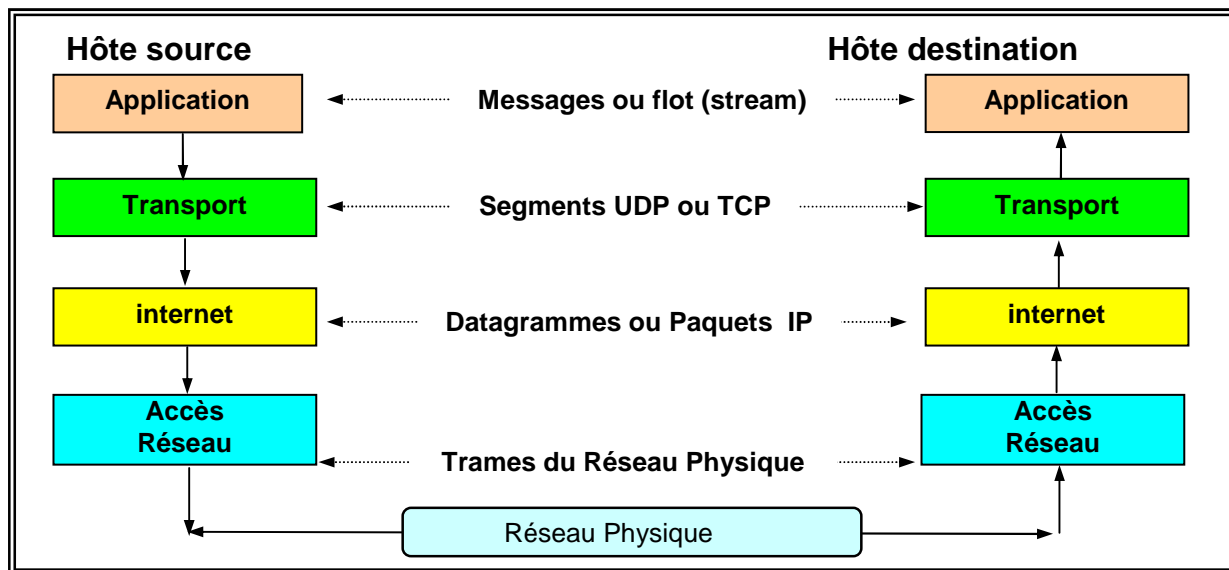 Hôte source
Hôte destination
Application
Messages ou flot (stream)
Application
Transport
Segments UDP ou TCP
Transport
internet
Datagrammes ou Paquets IP
internet
Accès
Réseau
Accès
Réseau
Trames du Réseau Physique
Réseau Physique